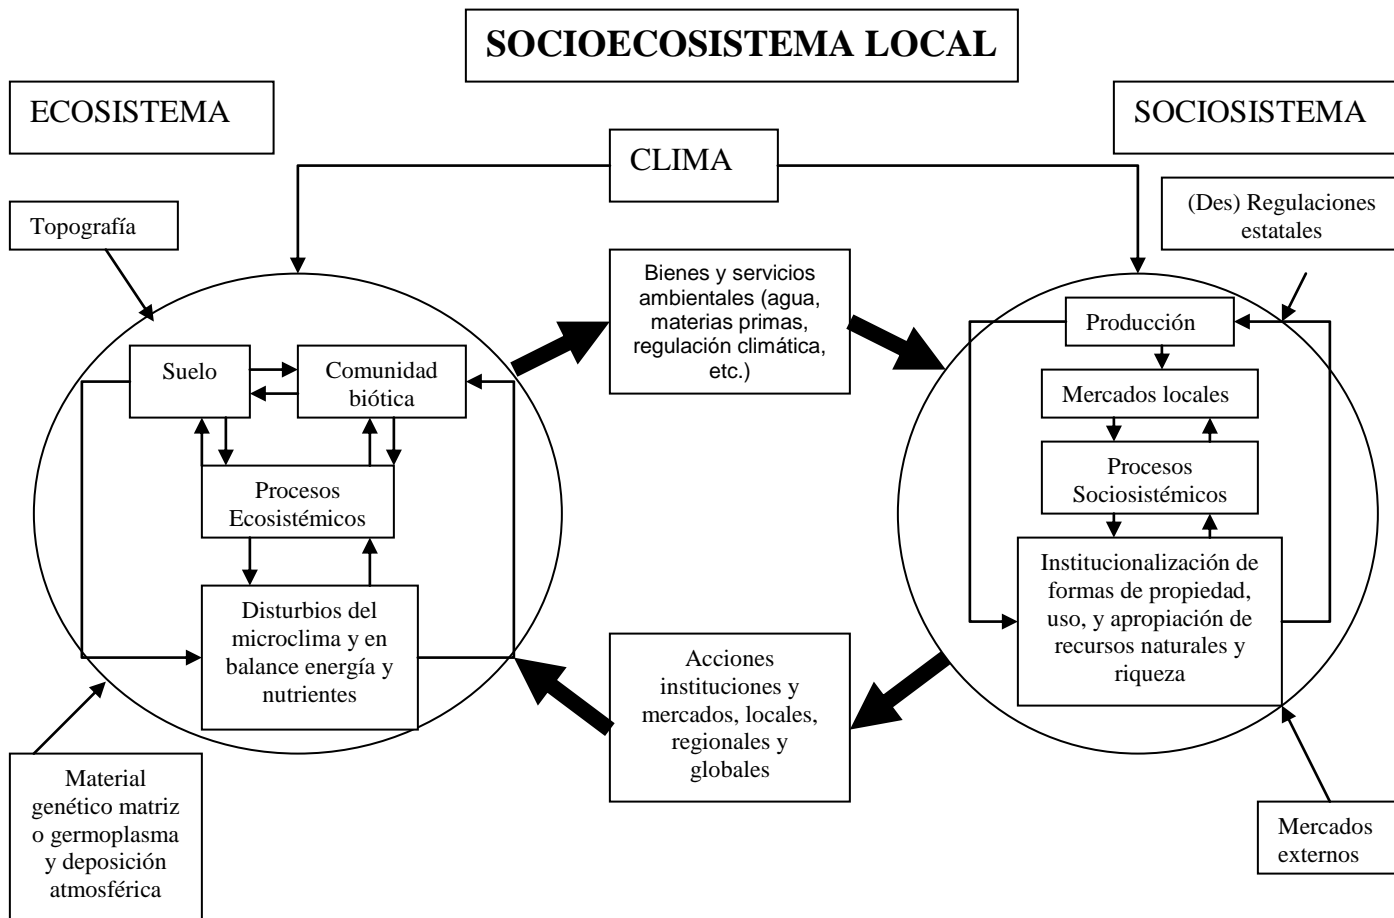 SOCIOECOSISTEMA LOCAL
ECOSISTEMA
SOCIOSISTEMA
CLIMA
Topografía
(Des) Regulaciones
estatales
Bienes y servicios
ambientales (agua,
materias primas,
regulación climática,
etc.)
Suelo
Comunidad
biótica
Procesos
Ecosistémicos
Disturbios del
microclima y en
balance energía y
nutrientes
Producción
Mercados locales
Procesos
Sociosistémicos
Institucionalización de
formas de propiedad,
uso, y apropiación de
recursos naturales y
riqueza
Acciones
instituciones y
mercados, locales,
regionales y
globales
Material
genético matriz
o germoplasma
y deposición
atmosférica
Mercados
externos